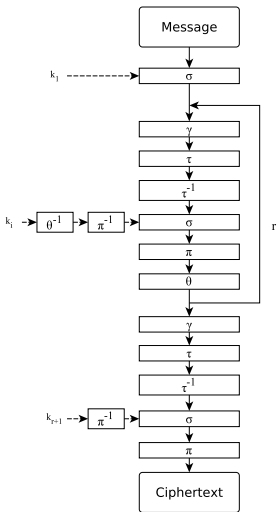 Message
k₁ σ
γ
τ
τ⁻¹
kᵢ θ⁻¹ π⁻¹ σ r
π
θ
γ
τ
τ⁻¹
kᵣ₊₁ π⁻¹ σ
π
Ciphertext